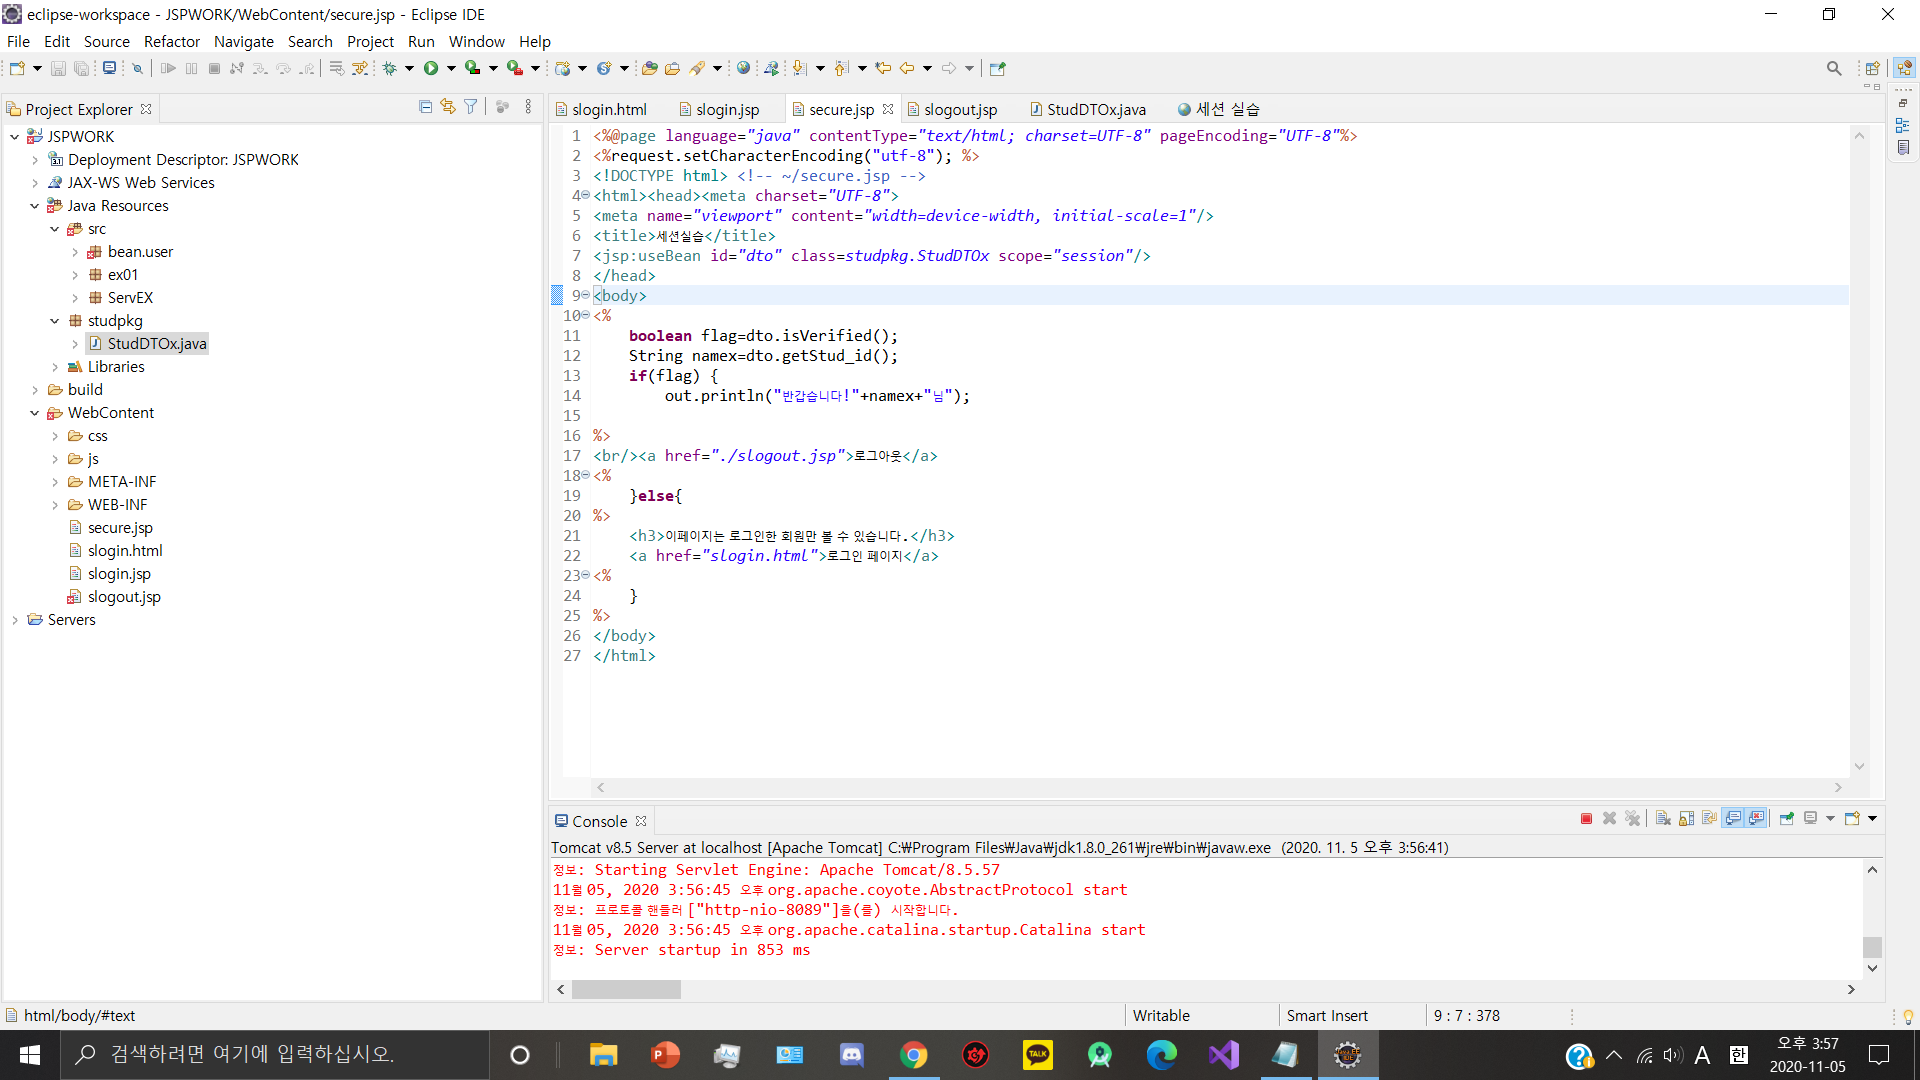 eclipse-workspace - JSPWORK/WebContent/secure.jsp - Eclipse IDE
File Edit Source Refactor Navigate Search Project Run Window Help
Project Explorer
JSPWORK
Deployment Descriptor: JSPWORK
JAX-WS Web Services
Java Resources
src
bean.user
ex01
ServEX
studpkg
StudDTOx.java
Libraries
build
WebContent
css
js
META-INF
WEB-INF
secure.jsp
slogin.html
slogin.jsp
slogout.jsp
Servers
slogin.html slogin.jsp secure.jsp slogout.jsp StudDTOx.java 세션 실습
1 <%@page language="java" contentType="text/html; charset=UTF-8" pageEncoding="UTF-8"%>
2 <%request.setCharacterEncoding("utf-8"); %>
3 <!DOCTYPE html> <!-- ~/secure.jsp -->
4 <html><head><meta charset="UTF-8">
5 <meta name="viewport" content="width=device-width, initial-scale=1"/>
6 <title>세션실습</title>
7 <jsp:useBean id="dto" class=studpkg.StudDTOx scope="session"/>
8 </head>
9 <body>
10 <%
11 boolean flag=dto.isVerified();
12 String namex=dto.getStud_id();
13 if(flag) {
14 out.println("반갑습니다!"+namex+"님");
15
16 %>
17 <br/><a href="./slogout.jsp">로그아웃</a>
18 <%
19 }else{
20 %>
21 <h3>이페이지는 로그인한 회원만 볼 수 있습니다.</h3>
22 <a href="slogin.html">로그인 페이지</a>
23 <%
24 }
25 %>
26 </body>
27 </html>
Console
Tomcat v8.5 Server at localhost [Apache Tomcat] C:₩Program Files₩Java₩jdk1.8.0_261₩jre₩bin₩javaw.exe (2020. 11. 5 오후 3:56:41)
정보: Starting Servlet Engine: Apache Tomcat/8.5.57
11월 05, 2020 3:56:45 오후 org.apache.coyote.AbstractProtocol start
정보: 프로토콜 핸들러 ["http-nio-8089"]을(를) 시작합니다.
11월 05, 2020 3:56:45 오후 org.apache.catalina.startup.Catalina start
정보: Server startup in 853 ms
html/body/#text Writable Smart Insert 9 : 7 : 378
검색하려면 여기에 입력하십시오.
TALK
A 한 오후 3:57
2020-11-05